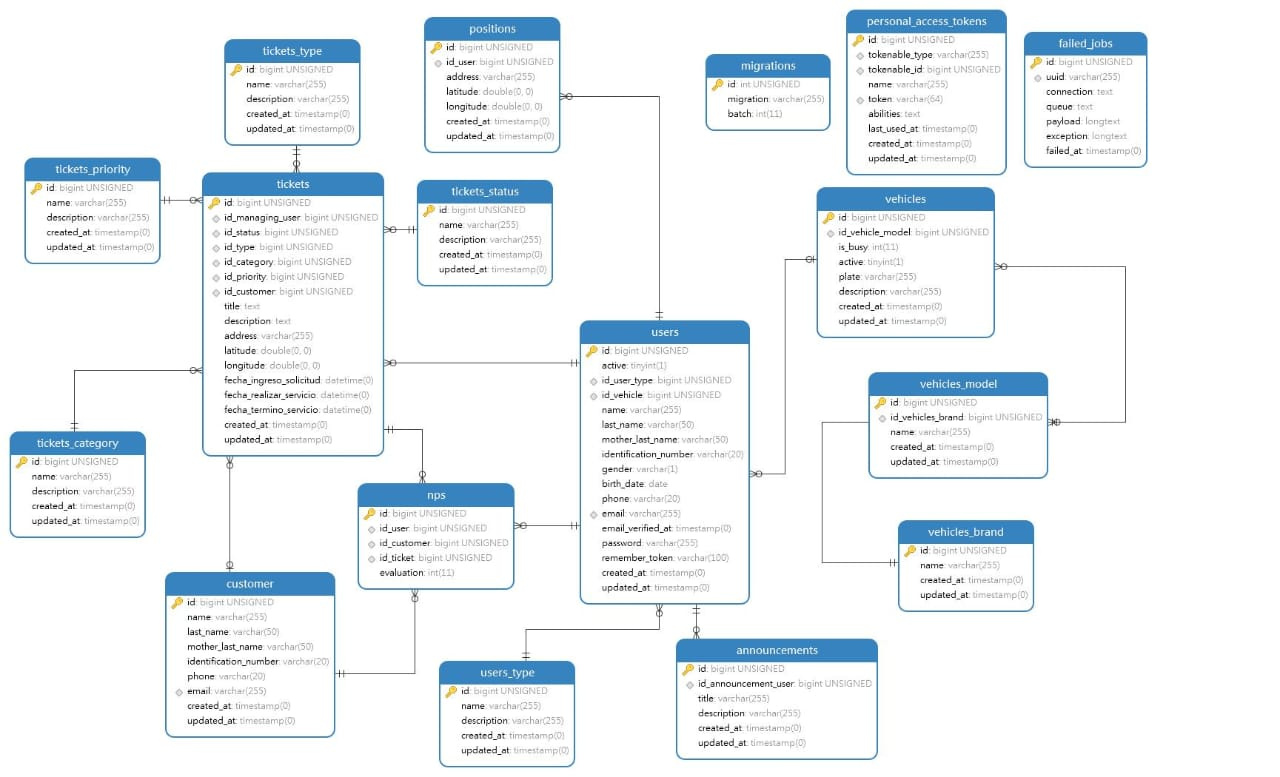 tickets_type
id: bigint UNSIGNED
name: varchar(255)
description: varchar(255)
created_at: timestamp(0)
updated_at: timestamp(0)
positions
id: bigint UNSIGNED
id_user: bigint UNSIGNED
address: varchar(255)
latitude: double(0, 0)
longitude: double(0, 0)
created_at: timestamp(0)
updated_at: timestamp(0)
migrations
id: int UNSIGNED
migration: varchar(255)
batch: int(11)
personal_access_tokens
id: bigint UNSIGNED
tokenable_type: varchar(255)
tokenable_id: bigint UNSIGNED
name: varchar(255)
token: varchar(64)
abilities: text
last_used_at: timestamp(0)
created_at: timestamp(0)
updated_at: timestamp(0)
failed_jobs
id: bigint UNSIGNED
uuid: varchar(255)
connection: text
queue: text
payload: longtext
exception: longtext
failed_at: timestamp(0)
tickets_priority
id: bigint UNSIGNED
name: varchar(255)
description: varchar(255)
created_at: timestamp(0)
updated_at: timestamp(0)
tickets
id: bigint UNSIGNED
id_managing_user: bigint UNSIGNED
id_status: bigint UNSIGNED
id_type: bigint UNSIGNED
id_category: bigint UNSIGNED
id_priority: bigint UNSIGNED
id_customer: bigint UNSIGNED
title: text
description: text
address: varchar(255)
latitude: double(0, 0)
longitude: double(0, 0)
fecha_ingreso_solicitud: datetime(0)
fecha_realizar_servicio: datetime(0)
fecha_termino_servicio: datetime(0)
created_at: timestamp(0)
updated_at: timestamp(0)
tickets_status
id: bigint UNSIGNED
name: varchar(255)
description: varchar(255)
created_at: timestamp(0)
updated_at: timestamp(0)
vehicles
id: bigint UNSIGNED
id_vehicle_model: bigint UNSIGNED
is_busy: int(11)
active: tinyint(1)
plate: varchar(255)
description: varchar(255)
created_at: timestamp(0)
updated_at: timestamp(0)
users
id: bigint UNSIGNED
active: tinyint(1)
id_user_type: bigint UNSIGNED
id_vehicle: bigint UNSIGNED
name: varchar(255)
last_name: varchar(50)
mother_last_name: varchar(50)
identification_number: varchar(20)
gender: varchar(1)
birth_date: date
phone: varchar(20)
email: varchar(255)
email_verified_at: timestamp(0)
password: varchar(255)
remember_token: varchar(100)
created_at: timestamp(0)
updated_at: timestamp(0)
vehicles_model
id: bigint UNSIGNED
id_vehicles_brand: bigint UNSIGNED
name: varchar(255)
created_at: timestamp(0)
updated_at: timestamp(0)
tickets_category
id: bigint UNSIGNED
name: varchar(255)
description: varchar(255)
created_at: timestamp(0)
updated_at: timestamp(0)
nps
id: bigint UNSIGNED
id_user: bigint UNSIGNED
id_customer: bigint UNSIGNED
id_ticket: bigint UNSIGNED
evaluation: int(11)
vehicles_brand
id: bigint UNSIGNED
name: varchar(255)
created_at: timestamp(0)
updated_at: timestamp(0)
customer
id: bigint UNSIGNED
name: varchar(255)
last_name: varchar(50)
mother_last_name: varchar(50)
identification_number: varchar(20)
phone: varchar(20)
email: varchar(255)
created_at: timestamp(0)
updated_at: timestamp(0)
users_type
id: bigint UNSIGNED
name: varchar(255)
description: varchar(255)
created_at: timestamp(0)
updated_at: timestamp(0)
announcements
id: bigint UNSIGNED
id_announcement_user: bigint UNSIGNED
title: varchar(255)
description: varchar(255)
created_at: timestamp(0)
updated_at: timestamp(0)